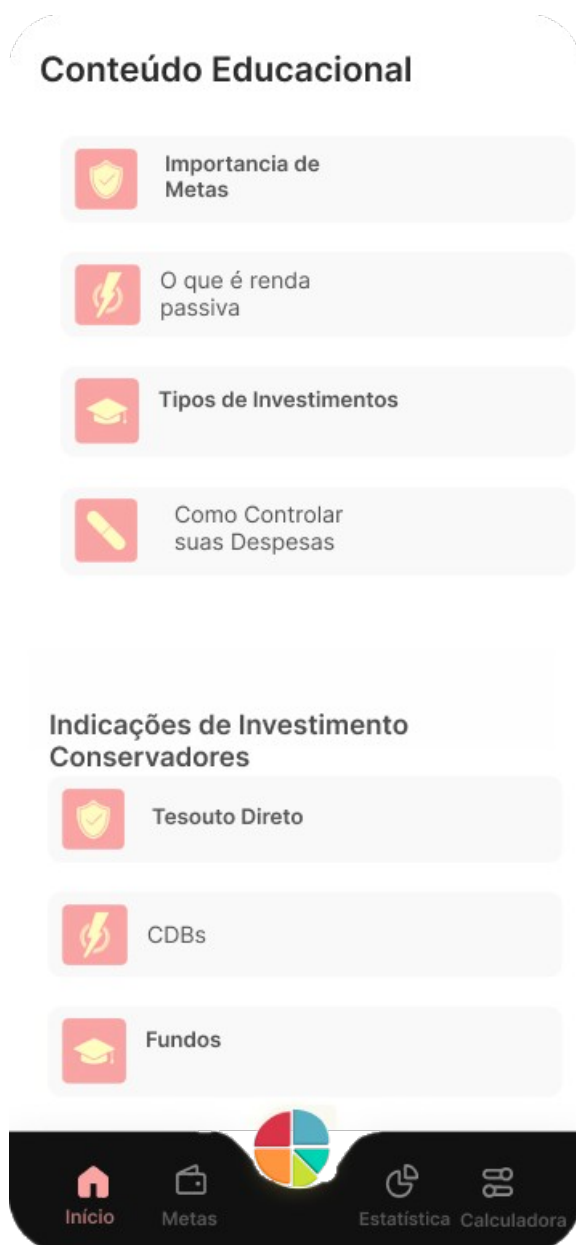 Conteúdo Educacional
Importancia de
Metas
O que é renda
passiva
Tipos de Investimentos
Como Controlar
suas Despesas
Indicações de Investimento
Conservadores
Tesouto Direto
CDBs
Fundos
Início
Metas
Estatística
Calculadora